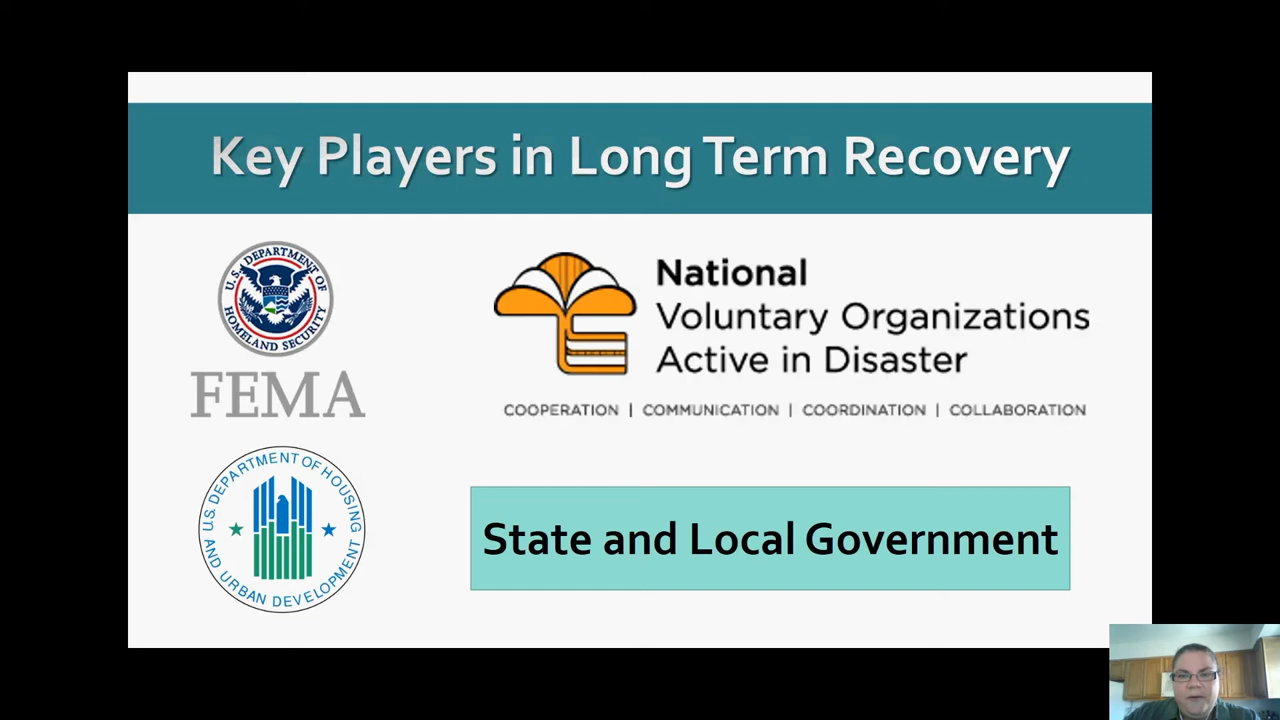 Key Players in Long Term Recovery
U.S. DEPARTMENT OF
HOMELAND SECURITY
FEMA
National
Voluntary Organizations
Active in Disaster
COOPERATION | COMMUNICATION | COORDINATION | COLLABORATION
U.S. DEPARTMENT OF HOUSING
AND URBAN DEVELOPMENT
State and Local Government